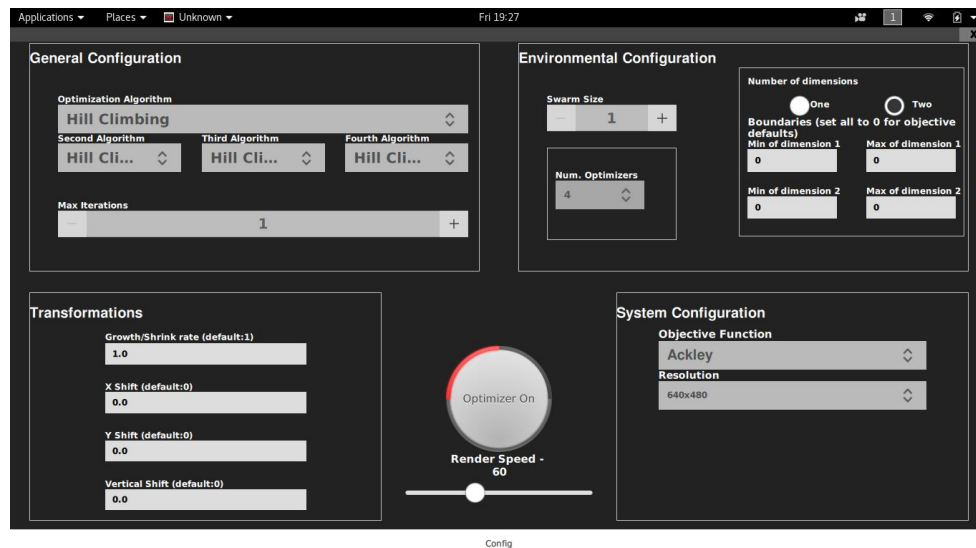 Applications Places Unknown Fri 19:27 1
X
General Configuration
Optimization Algorithm
Hill Climbing
Second Algorithm Third Algorithm Fourth Algorithm
Hill Cli... Hill Cli... Hill Cli...
Max Iterations
− 1 +
Environmental Configuration
Swarm Size
− 1 +
Num. Optimizers
4
Number of dimensions
One Two
Boundaries (set all to 0 for objective
defaults)
Min of dimension 1 Max of dimension 1
0 0
Min of dimension 2 Max of dimension 2
0 0
Transformations
Growth/Shrink rate (default:1)
1.0
X Shift (default:0)
0.0
Y Shift (default:0)
0.0
Vertical Shift (default:0)
0.0
Optimizer On
Render Speed -
60
System Configuration
Objective Function
Ackley
Resolution
640x480
Config